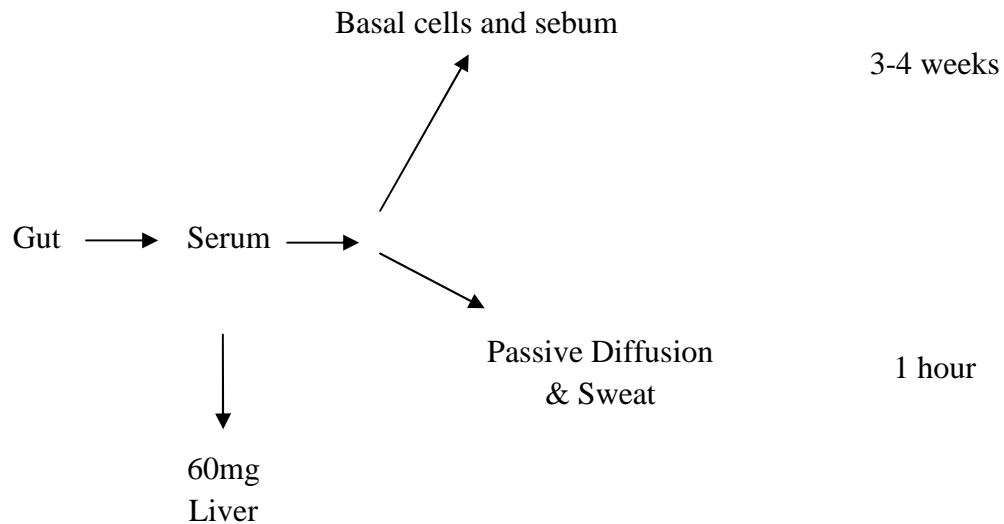 Basal cells and sebum
3-4 weeks
Gut
Serum
Passive Diffusion
& Sweat
1 hour
60mg
Liver